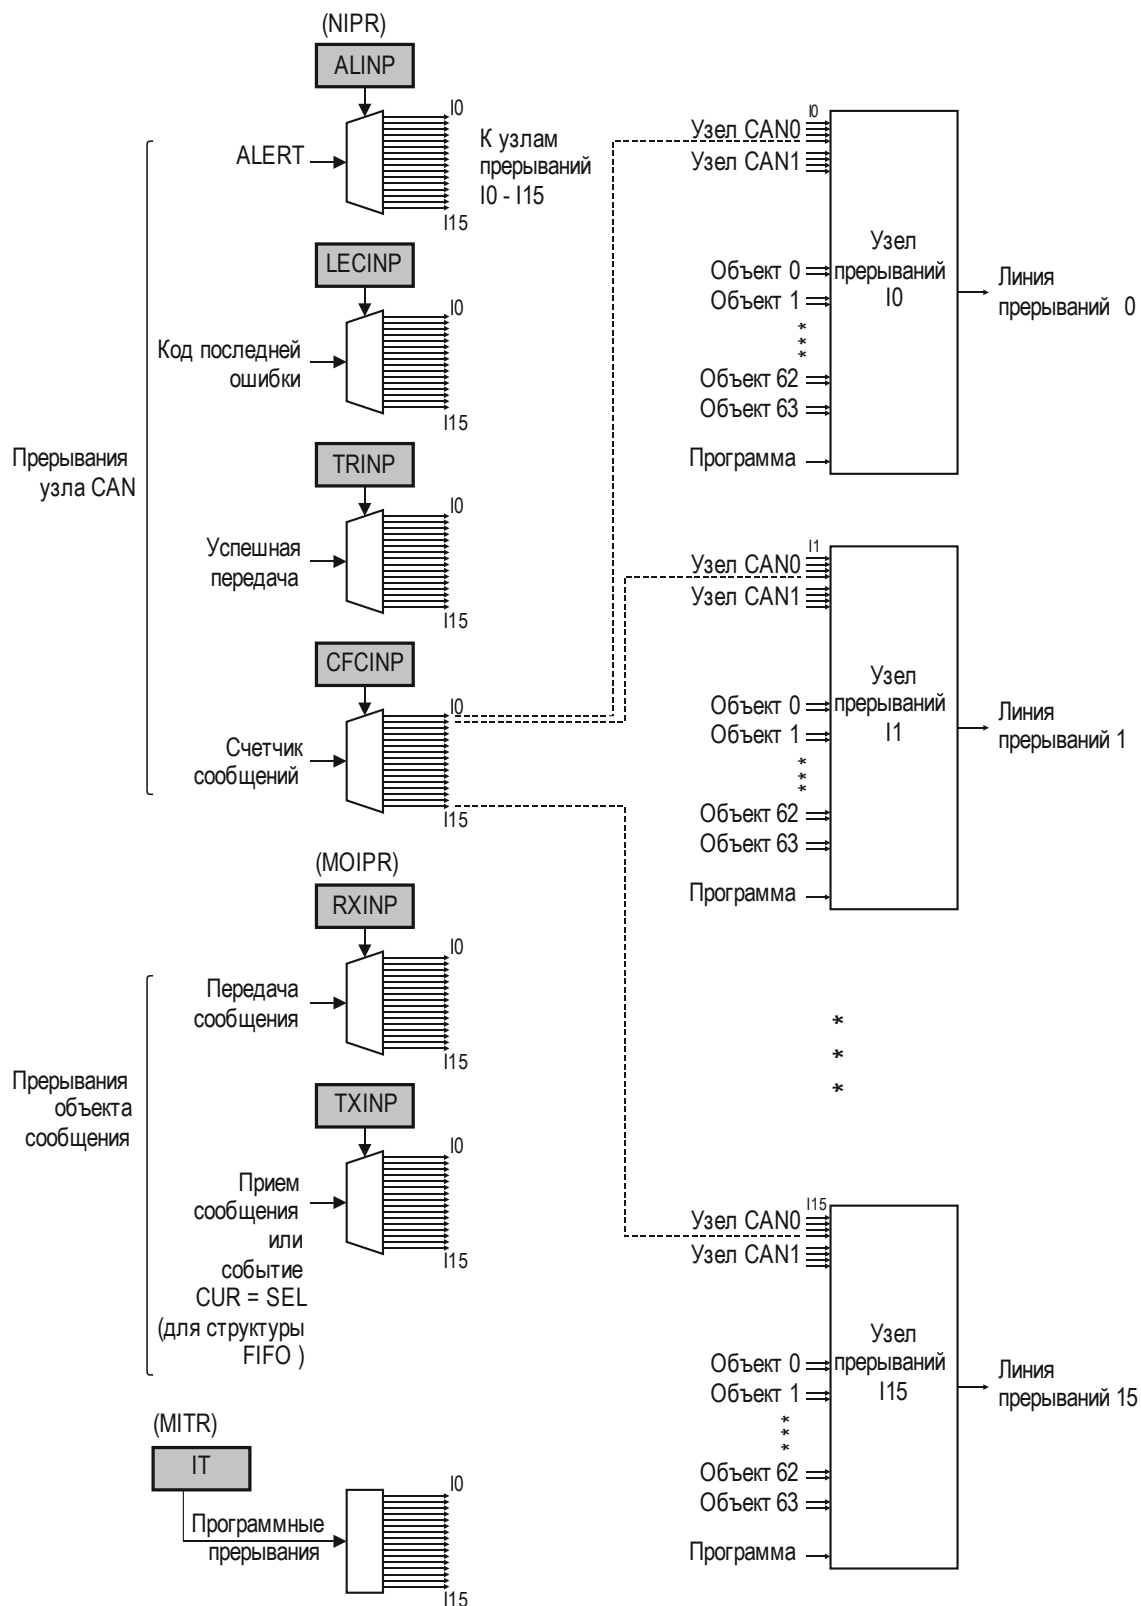 (NIPR)
ALINP
I0
ALERT
I15
К узлам
прерываний
I0 - I15
LECINP
I0
Код последней
ошибки
I15
Прерывания
узла CAN
TRINP
I0
Успешная
передача
I15
CFCINP
I0
Счетчик
сообщений
I15
(MOIPR)
RXINP
I0
Передача
сообщения
I15
Прерывания
объекта
сообщения
TXINP
I0
Прием
сообщения
или
событие
CUR = SEL
(для структуры
FIFO )
I15
(MITR)
IT
I0
Программные
прерывания
I15
I0
Узел CAN0
Узел CAN1
Объект 0
Объект 1
* * *
Объект 62
Объект 63
Программа
Узел
прерываний
I0
Линия
прерываний 0
I1
Узел CAN0
Узел CAN1
Объект 0
Объект 1
* * *
Объект 62
Объект 63
Программа
Узел
прерываний
I1
Линия
прерываний 1
*
*
*
I15
Узел CAN0
Узел CAN1
Объект 0
Объект 1
* * *
Объект 62
Объект 63
Программа
Узел
прерываний
I15
Линия
прерываний 15